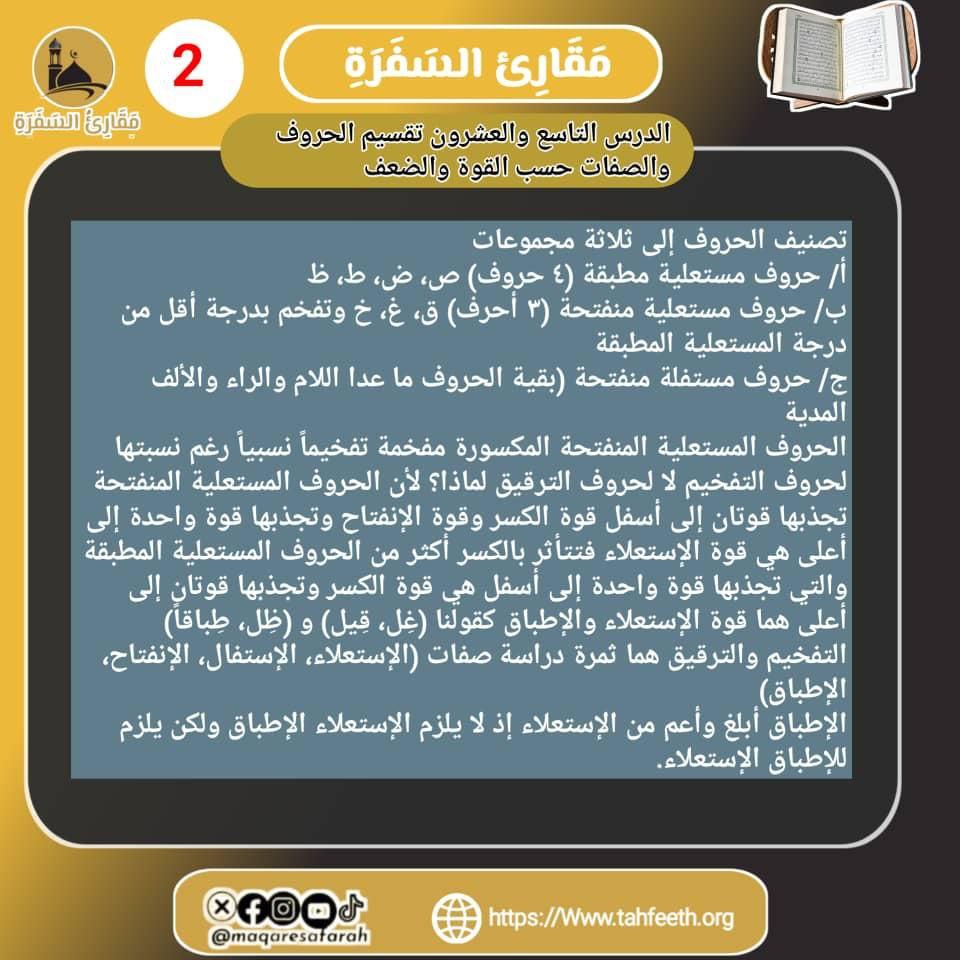 مَقَارِئ السَفَرَةِ
2
مَقَارِئُ السَفَرَةِ
الدرس التاسع والعشرون تقسيم الحروف
والصفات حسب القوة والضعف
تصنيف الحروف إلى ثلاثة مجموعات
أ/ حروف مستعلية مطبقة (٤ حروف) ص، ض، ط، ظ
ب/ حروف مستعلية منفتحة (٣ أحرف) ق، غ، خ وتفخم بدرجة أقل من
درجة المستعلية المطبقة
ج/ حروف مستفلة منفتحة (بقية الحروف ما عدا اللام والراء والألف
المدية
الحروف المستعلية المنفتحة المكسورة مفخمة تفخيماً نسبياً رغم نسبتها
لحروف التفخيم لا لحروف الترقيق لماذا؟ لأن الحروف المستعلية المنفتحة
تجذبها قوتان إلى أسفل قوة الكسر وقوة الإنفتاح وتجذبها قوة واحدة إلى
أعلى هي قوة الإستعلاء فتتأثر بالكسر أكثر من الحروف المستعلية المطبقة
والتي تجذبها قوة واحدة إلى أسفل هي قوة الكسر وتجذبها قوتان إلى
أعلى هما قوة الإستعلاء والإطباق كقولنا (غِل، قِيل) و (ظِل، طِباقاً)
التفخيم والترقيق هما ثمرة دراسة صفات (الإستعلاء، الإستفال، الإنفتاح،
الإطباق)
الإطباق أبلغ وأعم من الإستعلاء إذ لا يلزم الإستعلاء الإطباق ولكن يلزم
للإطباق الإستعلاء.
@maqaresafarah
https://Www.tahfeeth.org